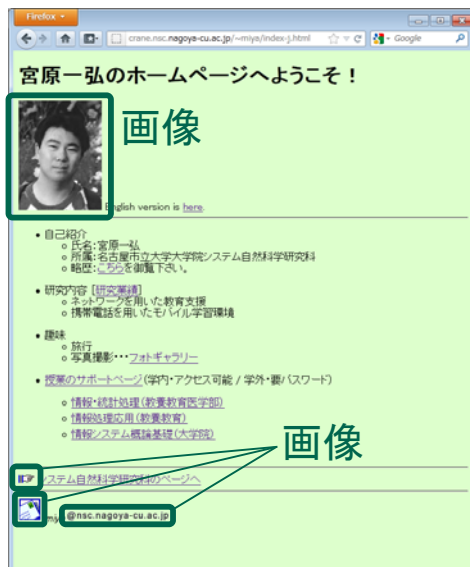 Firefox
crane.nsc.nagoya-cu.ac.jp/~miya/index-j.html
Google
宮原一弘のホームページへようこそ！
画像
English version is here.
• 自己紹介
○ 氏名:宮原一弘
○ 所属:名古屋市立大学大学院システム自然科学研究科
○ 略歴:こちらを御覧下さい。
• 研究内容 [研究業績]
○ ネットワークを用いた教育支援
○ 携帯電話を用いたモバイル学習環境
• 趣味
○ 旅行
○ 写真撮影・・・フォトギャラリー
• 授業のサポートページ(学内・アクセス可能 / 学外・要パスワード)
○ 情報・統計処理(教養教育医学部)
○ 情報処理応用(教養教育)
○ 情報システム概論基礎(大学院)
画像
システム自然科学研究科のページへ
miya@nsc.nagoya-cu.ac.jp